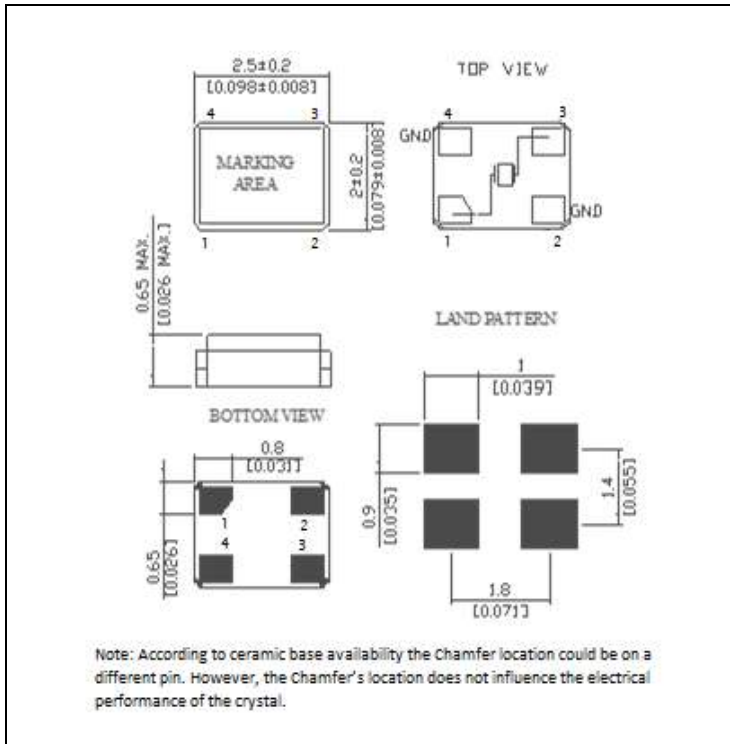 2.5±0.2
[0.098±0.008]
TOP VIEW
4 3
MARKING
AREA
1 2
2±0.2
[0.079±0.008]
4 3
GND
GND
1 2
0.65 MAX.
[0.026 MAX.]
LAND PATTERN
1
[0.039]
BOTTOM VIEW
0.8
[0.031]
1 2
4 3
0.65
[0.026]
0.9
[0.035]
1.4
[0.055]
1.8
[0.071]
Note: According to ceramic base availability the Chamfer location could be on a
different pin. However, the Chamfer's location does not influence the electrical
performance of the crystal.